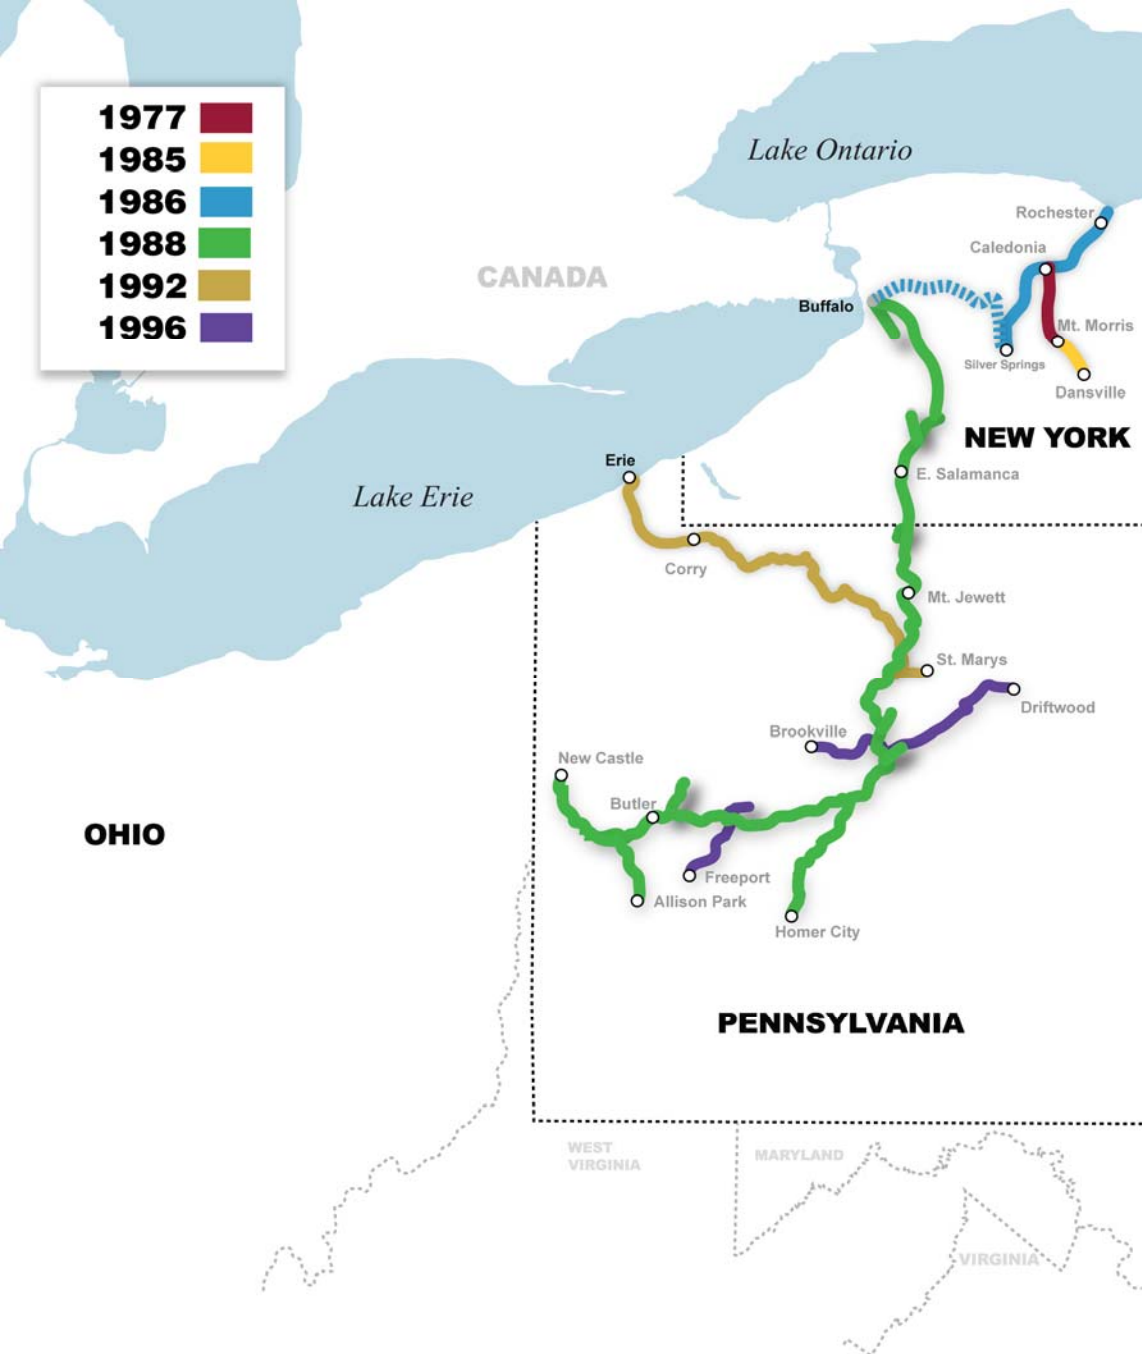 1977
1985
1986
1988
1992
1996
Lake Ontario
Rochester
Caledonia
CANADA
Buffalo
Mt. Morris
Silver Springs
Dansville
NEW YORK
Erie
E. Salamanca
Lake Erie
Corry
Mt. Jewett
St. Marys
Driftwood
Brookville
New Castle
Butler
OHIO
Freeport
Allison Park
Homer City
PENNSYLVANIA
WEST
VIRGINIA
MARYLAND
VIRGINIA